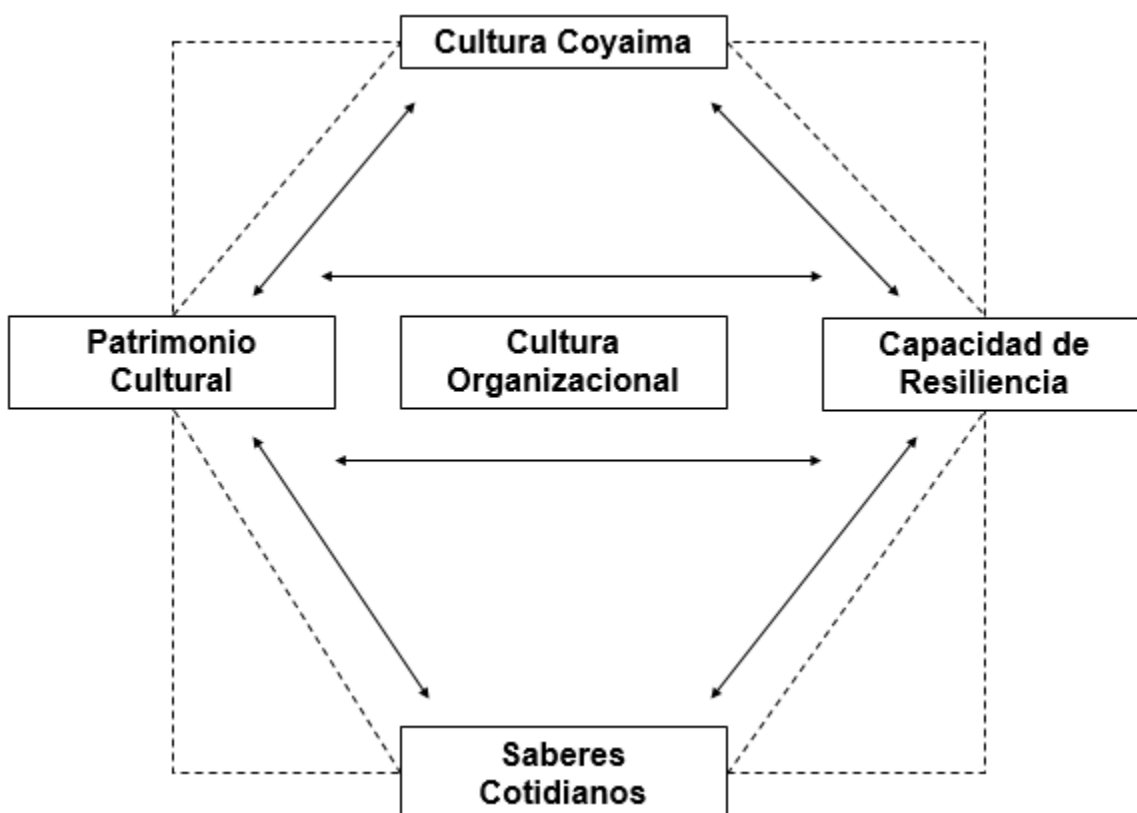 Cultura Coyaima
Patrimonio
Cultural
Cultura
Organizacional
Capacidad de
Resiliencia
Saberes
Cotidianos